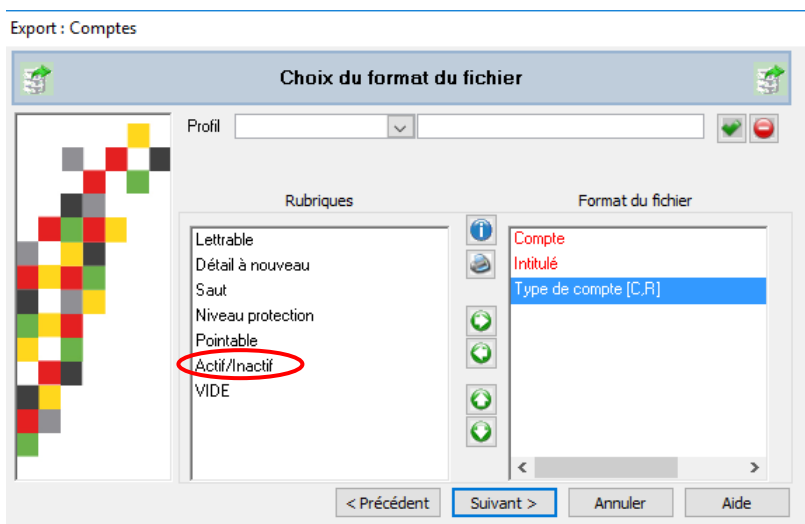 Export : Comptes
Choix du format du fichier
Profil
Rubriques
Format du fichier
Lettrable
Détail à nouveau
Saut
Niveau protection
Pointable
Actif/Inactif
VIDE
Compte
Intitulé
Type de compte [C,R]
< Précédent
Suivant >
Annuler
Aide